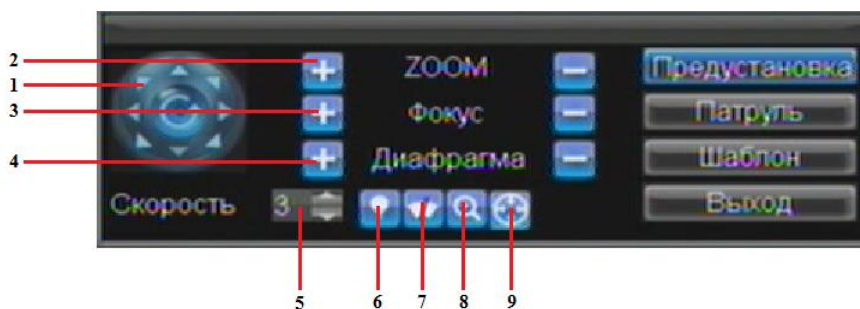 2
ZOOM
Предустановка
1
3
Фокус
Патруль
4
Диафрагма
Шаблон
Скорость
3
Выход
5
6
7
8
9